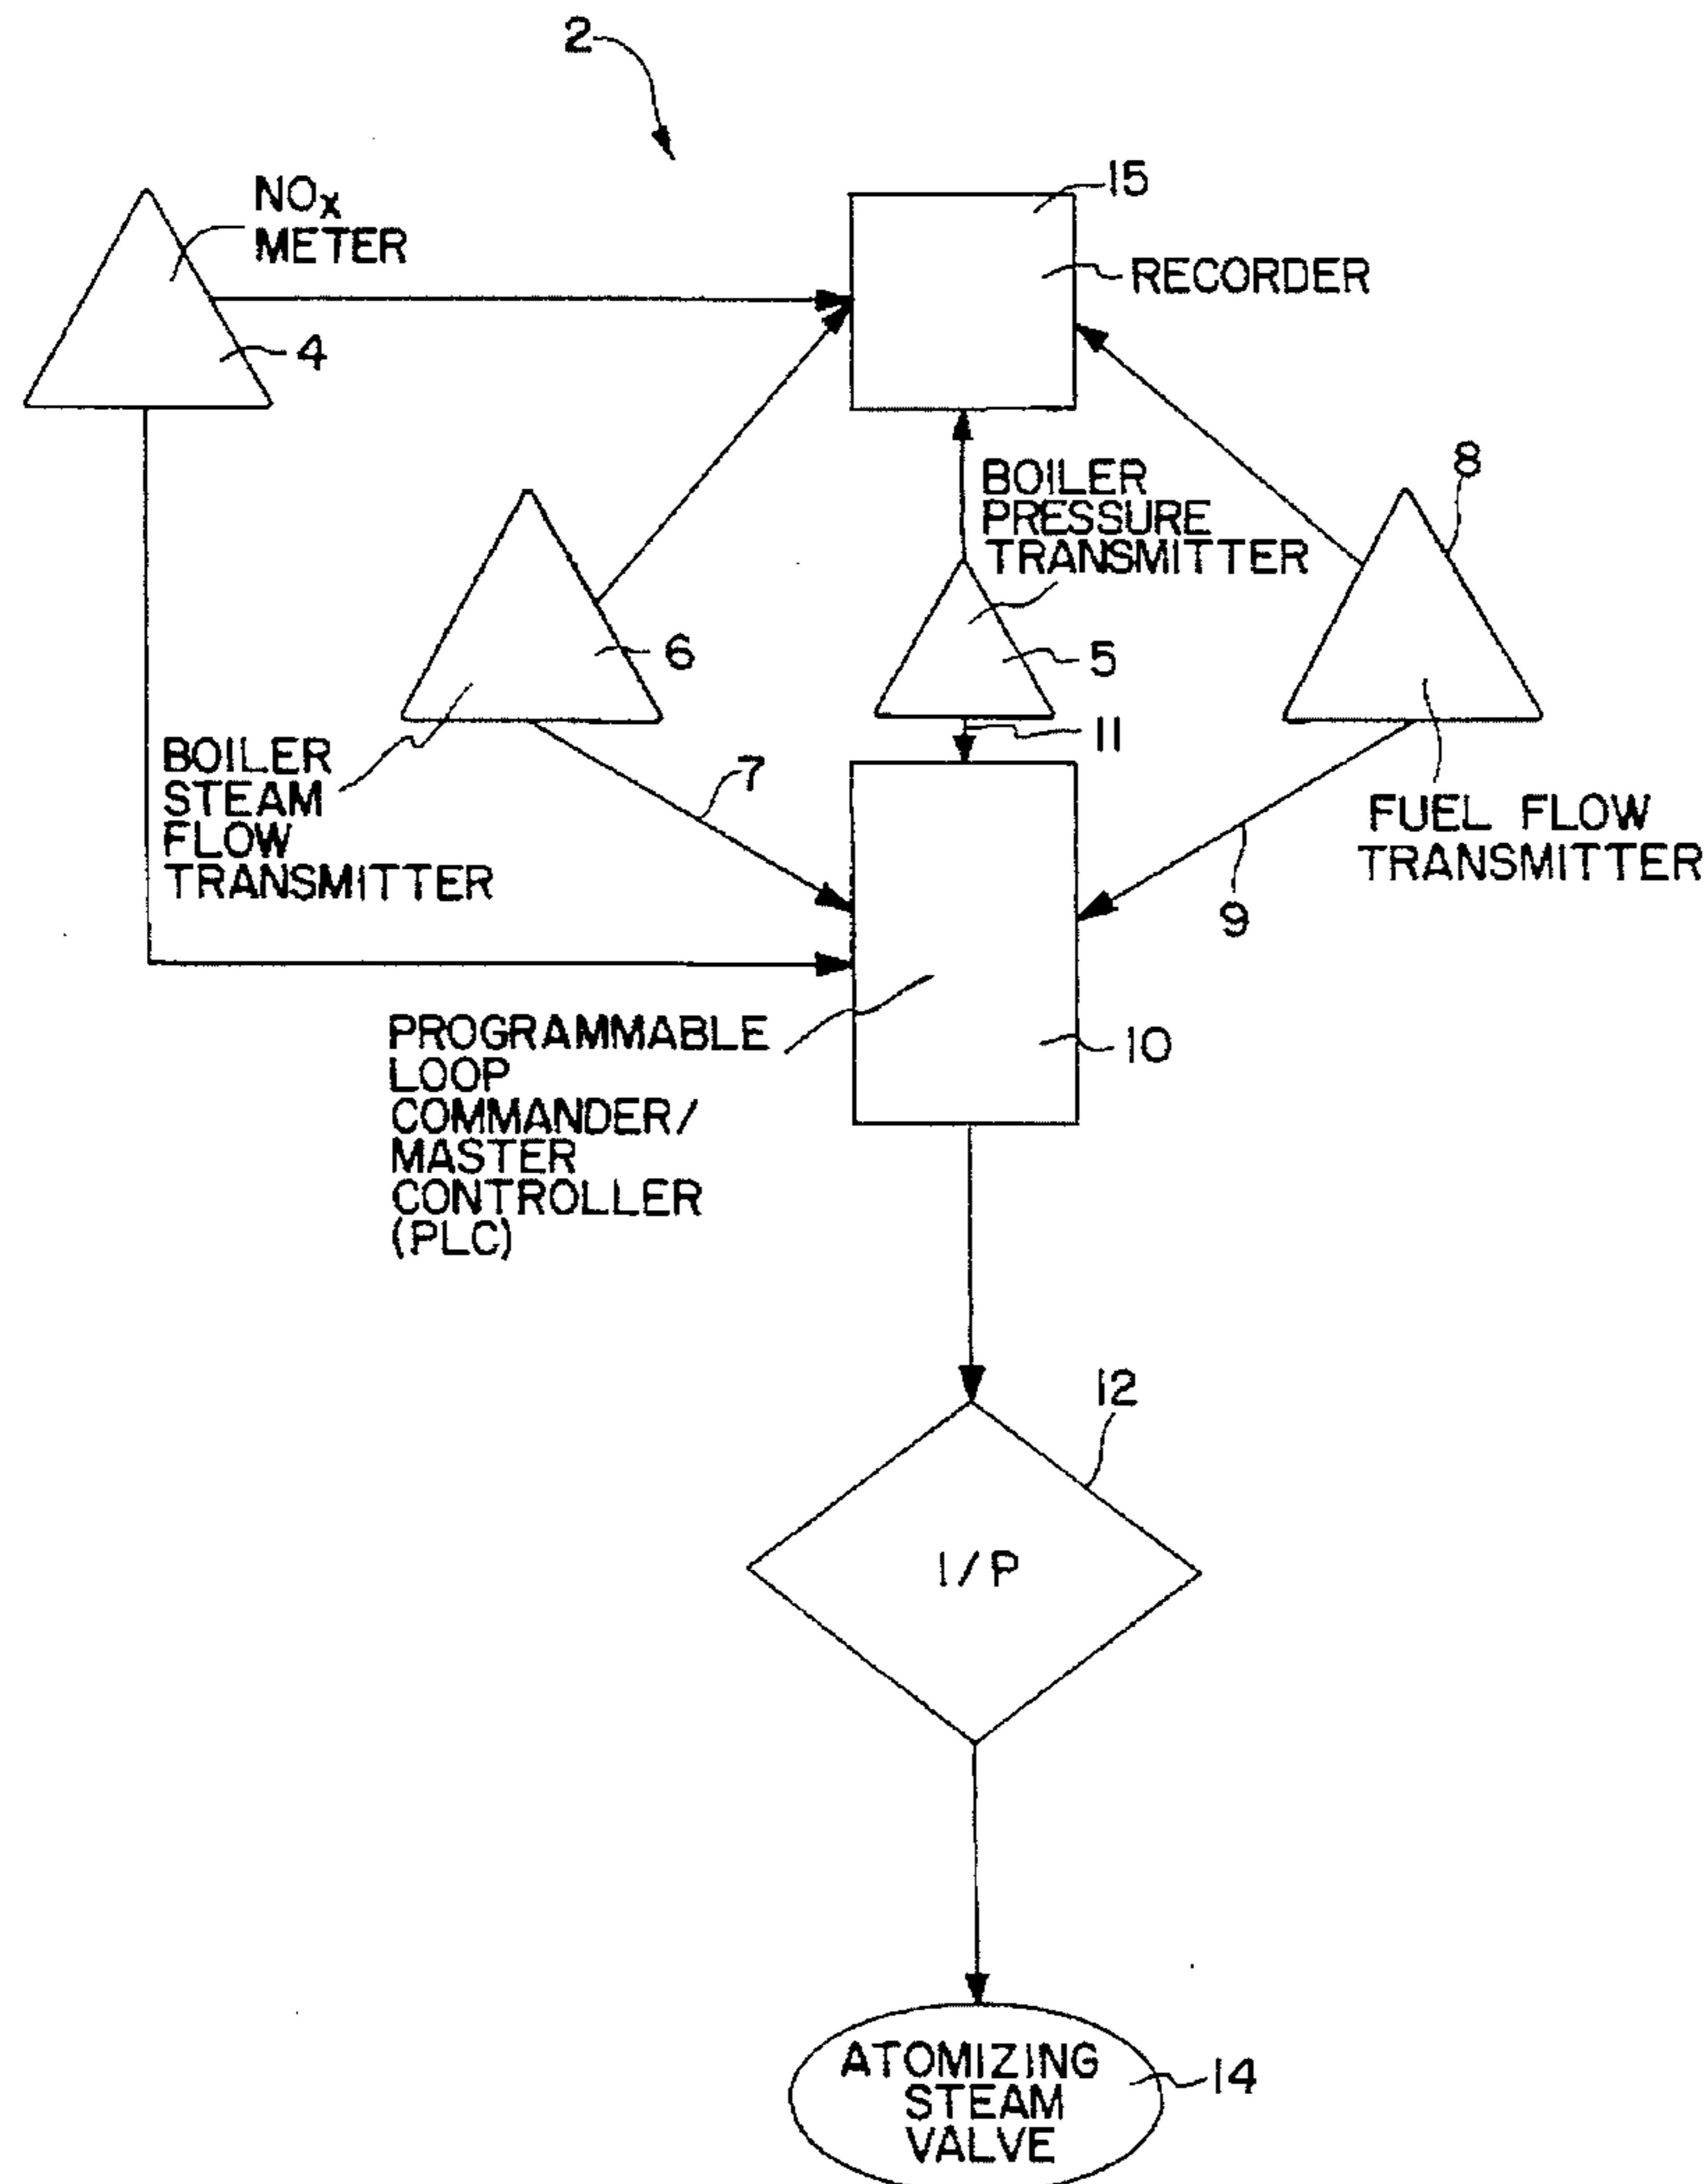 2
NOx
METER
4
15
RECORDER
BOILER
PRESSURE
TRANSMITTER
8
6
5
11
BOILER
STEAM
FLOW
TRANSMITTER
7
FUEL FLOW
TRANSMITTER
9
PROGRAMMABLE
LOOP
COMMANDER/
MASTER
CONTROLLER
(PLC)
10
12
I/P
ATOMIZING
STEAM
VALVE
14